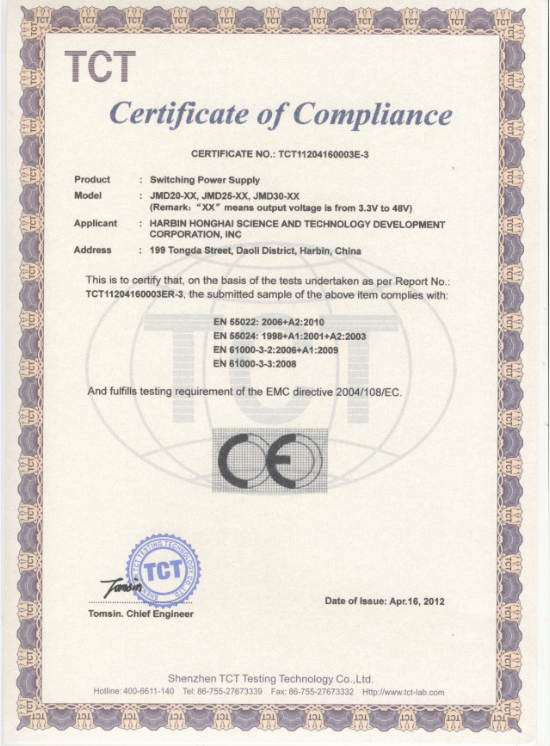 TCT
Certificate of Compliance
CERTIFICATE NO.: TCT11204160003E-3
Product : Switching Power Supply
Model : JMD20-XX, JMD25-XX, JMD30-XX
(Remark: “XX” means output voltage is from 3.3V to 48V)
Applicant : HARBIN HONGHAI SCIENCE AND TECHNOLOGY DEVELOPMENT
CORPORATION, INC
Address : 199 Tongda Street, Daoli District, Harbin, China
This is to certify that, on the basis of the tests undertaken as per Report No.:
TCT11204160003ER-3, the submitted sample of the above item complies with:
EN 55022: 2006+A2:2010
EN 55024: 1998+A1:2001+A2:2003
EN 61000-3-2:2006+A1:2009
EN 61000-3-3:2008
And fulfills testing requirement of the EMC directive 2004/108/EC.
TCT
CE
TCT
Tomsin
Tomsin. Chief Engineer
Date of Issue: Apr.16, 2012
Shenzhen TCT Testing Technology Co.,Ltd.
Hotline: 400-6611-140 Tel: 86-755-27673339 Fax: 86-755-27673332 Http://www.tct-lab.com